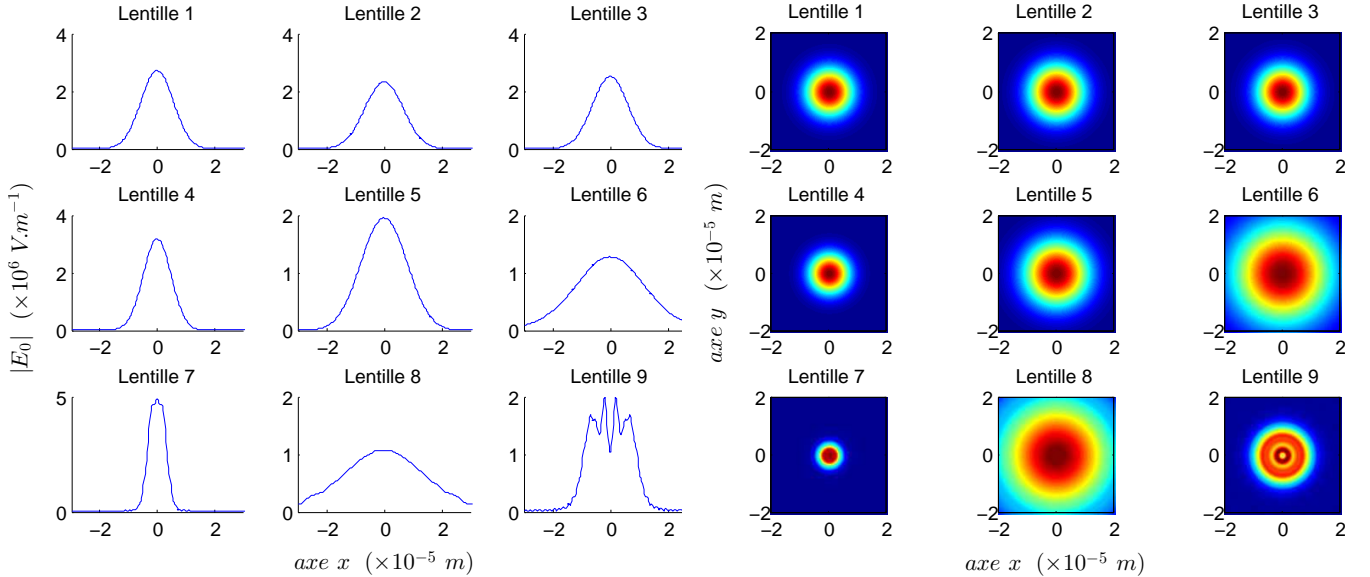 Lentille 1 Lentille 2 Lentille 3 Lentille 1 Lentille 2 Lentille 3
4 4 4 2 2 2
2 2 2 0 0 0
0 0 0 −2 −2 −2
−2 0 2 −2 0 2 −2 0 2 −2 0 2 −2 0 2 −2 0 2
Lentille 4 Lentille 5 Lentille 6 Lentille 4 Lentille 5 Lentille 6
4 2 2 2 2 2
2 1 1 0 0 0
0 0 0 −2 −2 −2
−2 0 2 −2 0 2 −2 0 2 −2 0 2 −2 0 2 −2 0 2
|E₀| (×10⁶ V.m⁻¹)
axe y (×10⁻⁵ m)
Lentille 7 Lentille 8 Lentille 9 Lentille 7 Lentille 8 Lentille 9
5 2 2 2 2 2
1 1 0 0 0
0 0 0 −2 −2 −2
−2 0 2 −2 0 2 −2 0 2 −2 0 2 −2 0 2 −2 0 2
axe x (×10⁻⁵ m) axe x (×10⁻⁵ m)